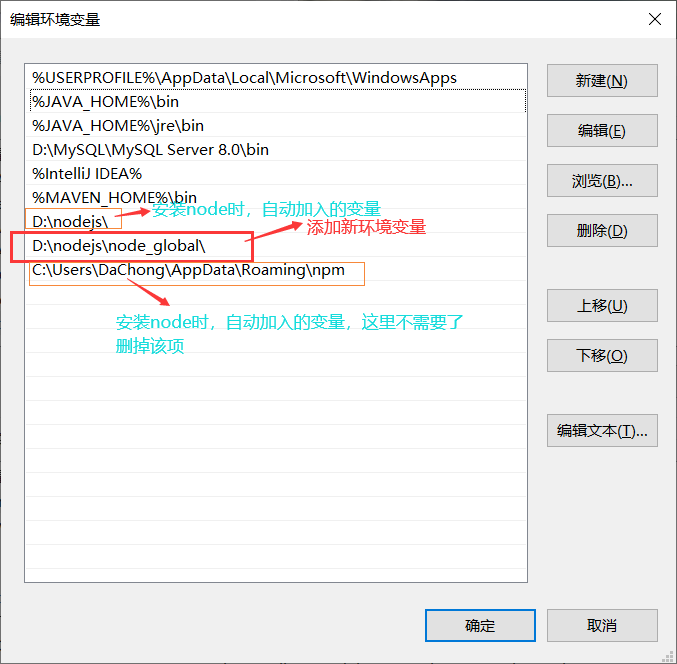 编辑环境变量
%USERPROFILE%\AppData\Local\Microsoft\WindowsApps
新建(N)
%JAVA_HOME%\bin
%JAVA_HOME%\jre\bin
编辑(E)
D:\MySQL\MySQL Server 8.0\bin
%IntelliJ IDEA%
浏览(B)...
%MAVEN_HOME%\bin
安装node时，自动加入的变量
D:\nodejs\
添加新环境变量
删除(D)
D:\nodejs\node_global\
C:\Users\DaChong\AppData\Roaming\npm
上移(U)
安装node时，自动加入的变量，这里不需要了
删掉该项
下移(O)
编辑文本(T)...
确定
取消